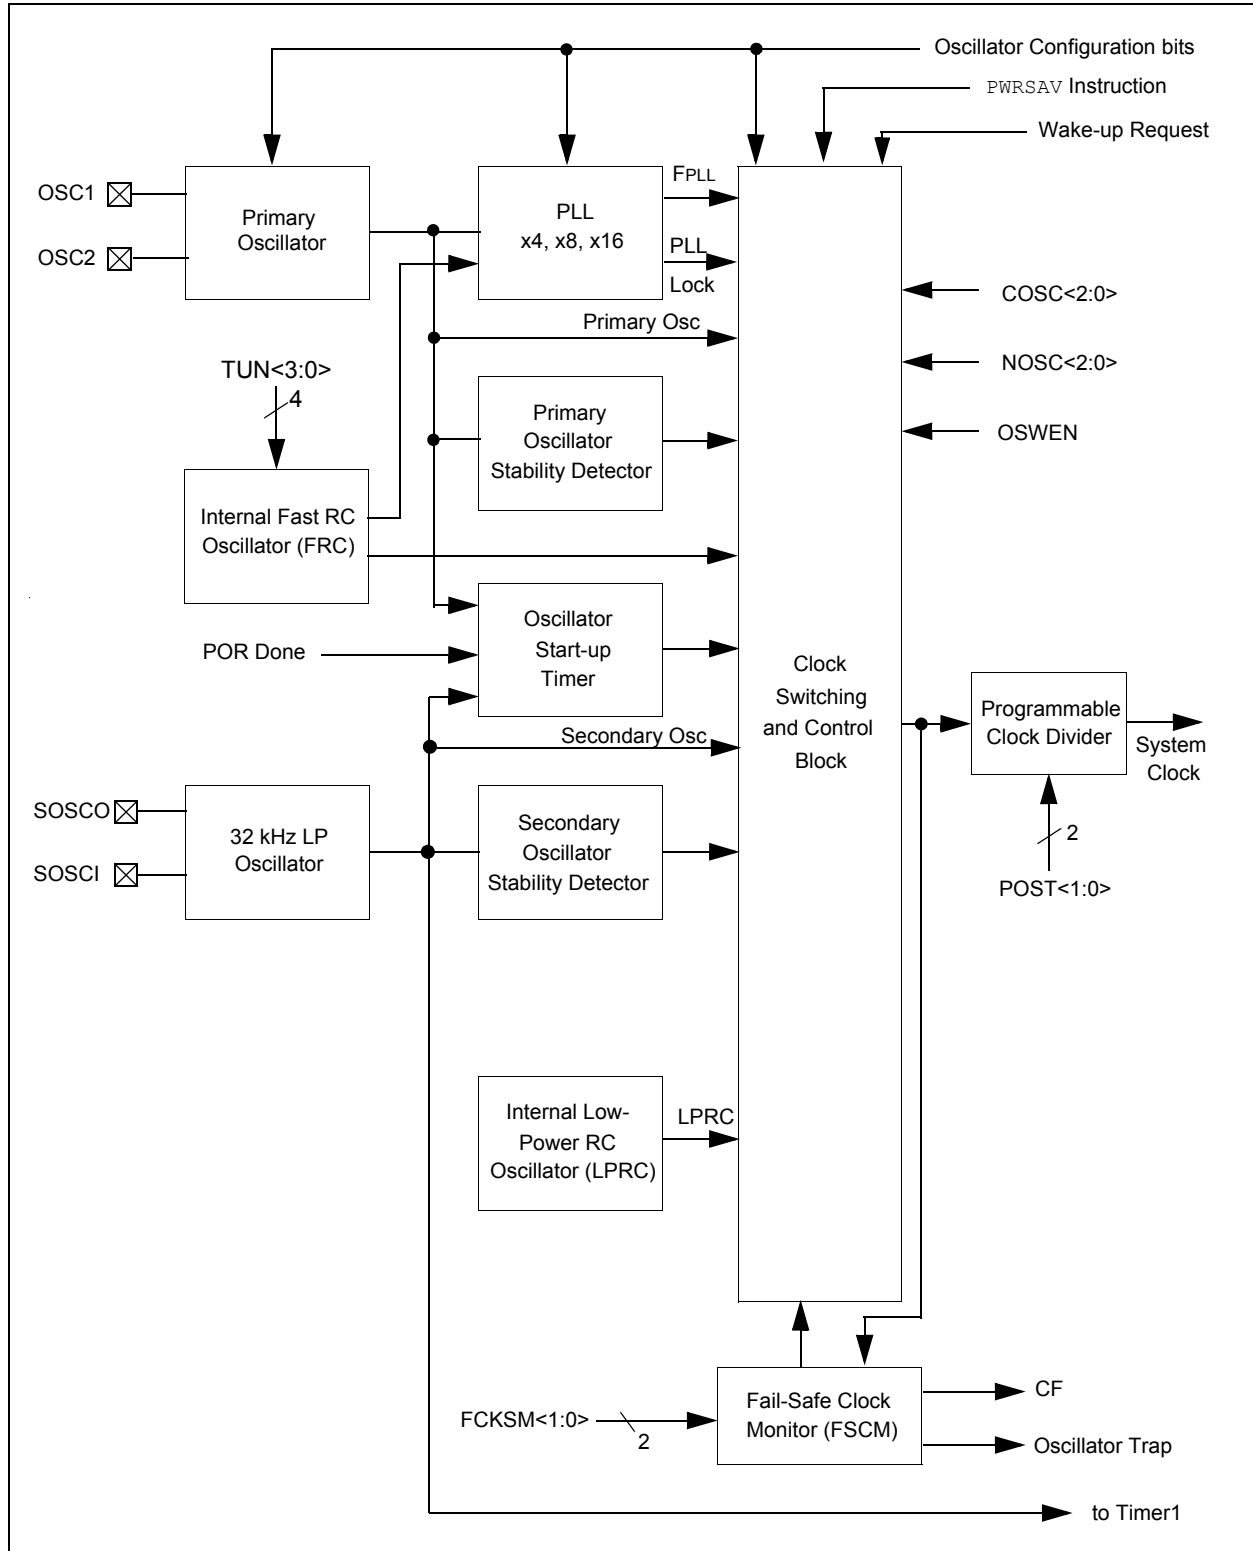 Oscillator Configuration bits
PWRSAV Instruction
Wake-up Request
OSC1
OSC2
Primary
Oscillator
PLL
x4, x8, x16
FPLL
PLL
Lock
COSC<2:0>
Primary Osc
NOSC<2:0>
TUN<3:0>
4
Primary
Oscillator
Stability Detector
OSWEN
Internal Fast RC
Oscillator (FRC)
Oscillator
Start-up
Timer
POR Done
Clock
Switching
and Control
Block
Programmable
Clock Divider
System
Clock
Secondary Osc
SOSCO
SOSCI
32 kHz LP
Oscillator
Secondary
Oscillator
Stability Detector
2
POST<1:0>
Internal Low-
Power RC
Oscillator (LPRC)
LPRC
FCKSM<1:0>
2
Fail-Safe Clock
Monitor (FSCM)
CF
Oscillator Trap
to Timer1